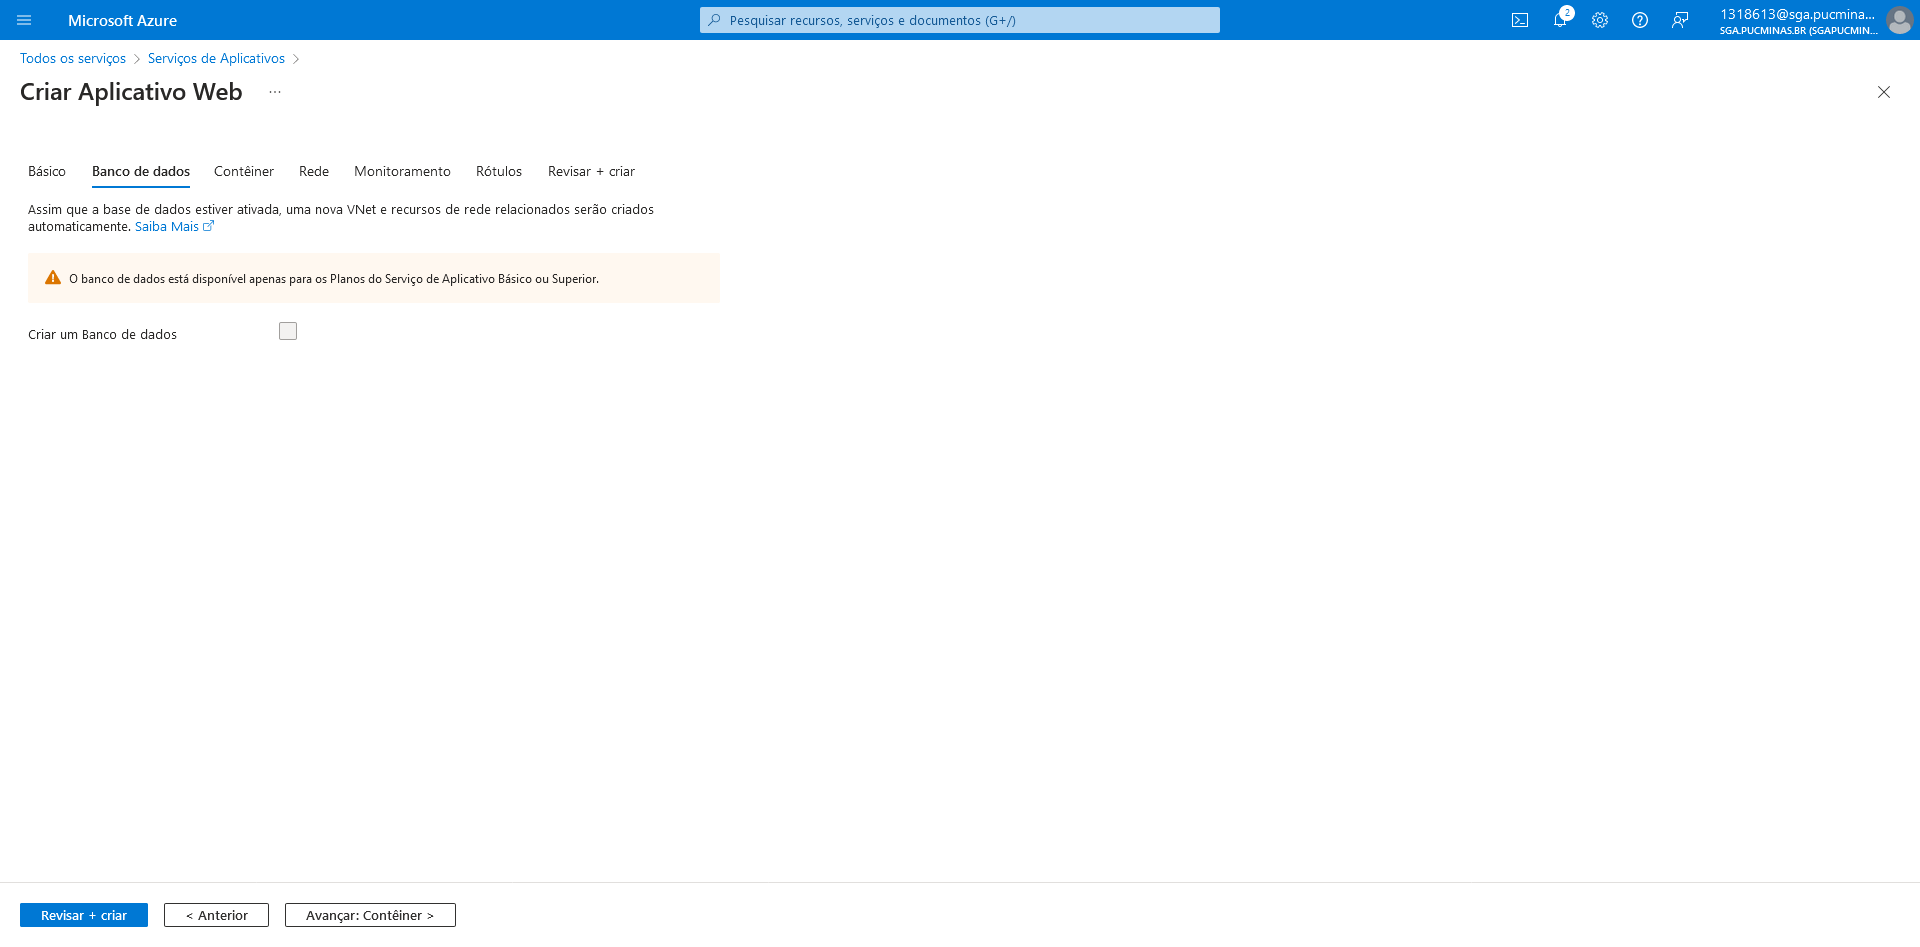 Microsoft Azure
Pesquisar recursos, serviços e documentos (G+/)
2
1318613@sga.pucmina...
SGA.PUCMINAS.BR (SGAPUCMIN...
Todos os serviços > Serviços de Aplicativos >
Criar Aplicativo Web ...
Básico Banco de dados Contêiner Rede Monitoramento Rótulos Revisar + criar
Assim que a base de dados estiver ativada, uma nova VNet e recursos de rede relacionados serão criados
automaticamente. Saiba Mais
O banco de dados está disponível apenas para os Planos do Serviço de Aplicativo Básico ou Superior.
Criar um Banco de dados
Revisar + criar < Anterior Avançar: Contêiner >